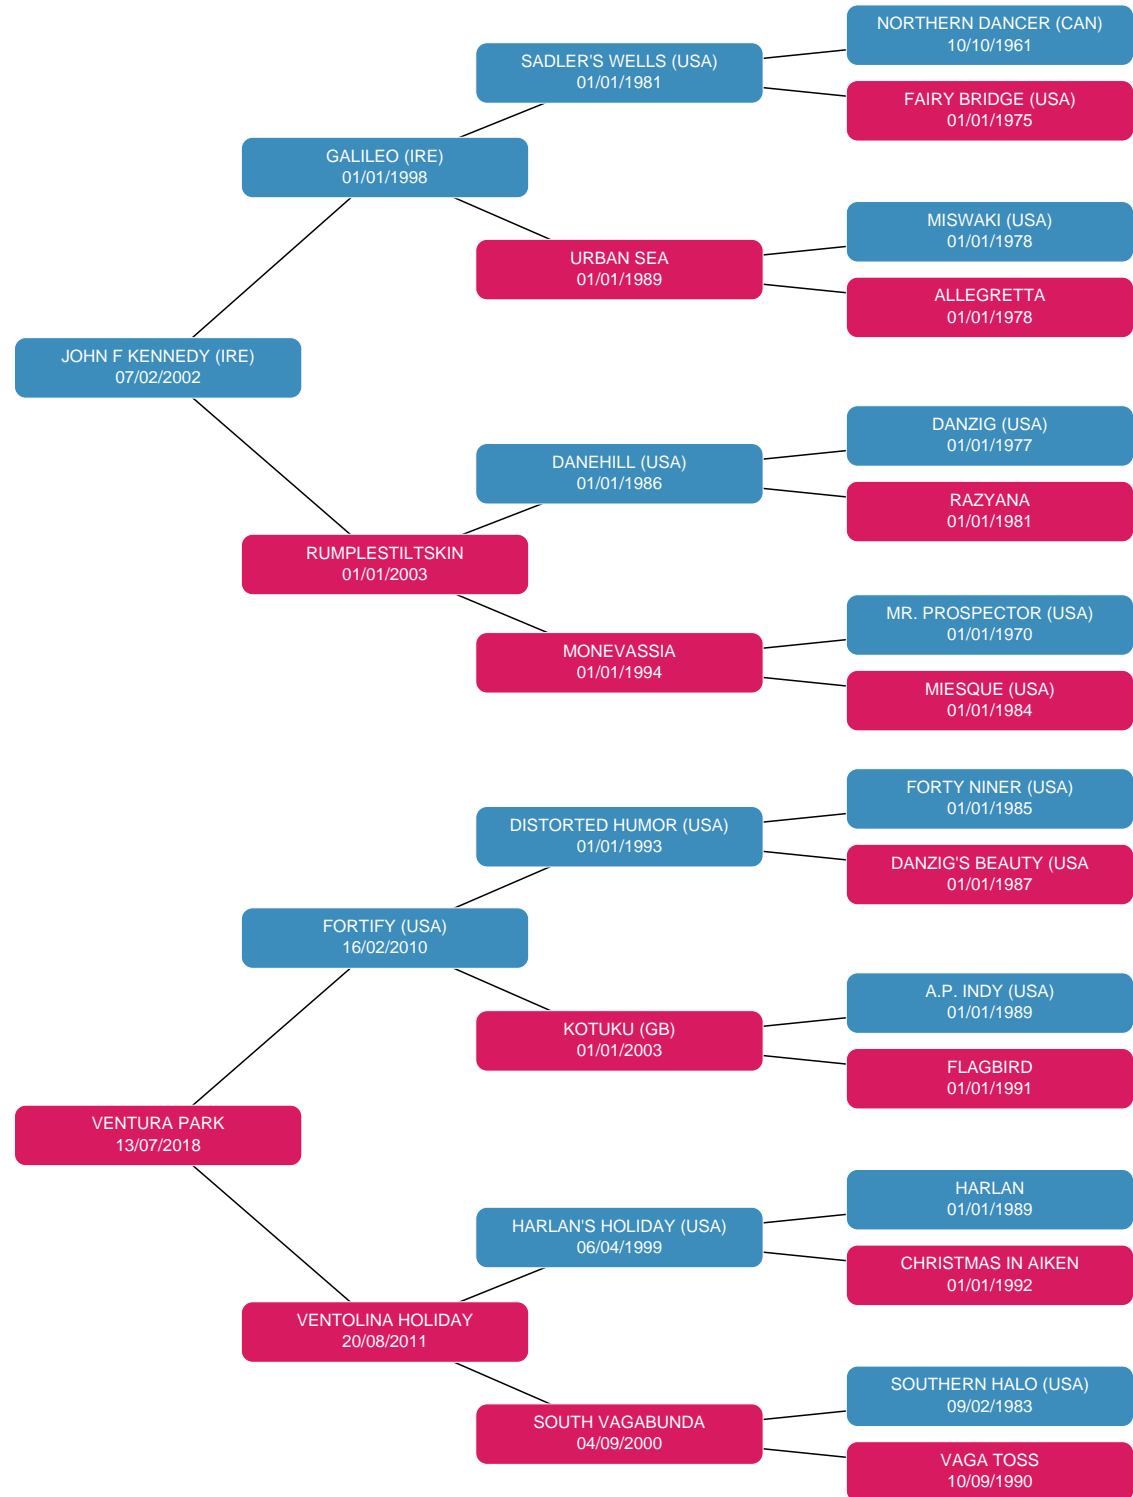 NORTHERN DANCER (CAN)
10/10/1961
SADLER'S WELLS (USA)
01/01/1981
FAIRY BRIDGE (USA)
01/01/1975
GALILEO (IRE)
01/01/1998
MISWAKI (USA)
01/01/1978
URBAN SEA
01/01/1989
ALLEGRETTA
01/01/1978
JOHN F KENNEDY (IRE)
07/02/2002
DANZIG (USA)
01/01/1977
DANEHILL (USA)
01/01/1986
RAZYANA
01/01/1981
RUMPLESTILTSKIN
01/01/2003
MR. PROSPECTOR (USA)
01/01/1970
MONEVASSIA
01/01/1994
MIESQUE (USA)
01/01/1984
FORTY NINER (USA)
01/01/1985
DISTORTED HUMOR (USA)
01/01/1993
DANZIG'S BEAUTY (USA
01/01/1987
FORTIFY (USA)
16/02/2010
A.P. INDY (USA)
01/01/1989
KOTUKU (GB)
01/01/2003
FLAGBIRD
01/01/1991
VENTURA PARK
13/07/2018
HARLAN
01/01/1989
HARLAN'S HOLIDAY (USA)
06/04/1999
CHRISTMAS IN AIKEN
01/01/1992
VENTOLINA HOLIDAY
20/08/2011
SOUTHERN HALO (USA)
09/02/1983
SOUTH VAGABUNDA
04/09/2000
VAGA TOSS
10/09/1990